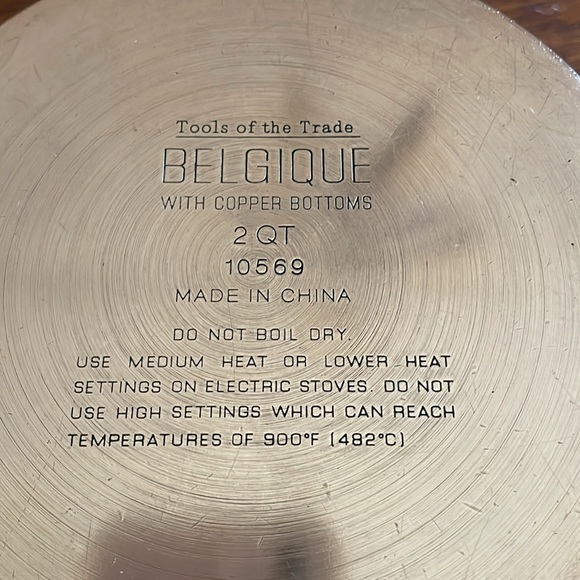 Tools of the Trade
BELGIQUE
WITH COPPER BOTTOMS
2 QT
10569
MADE IN CHINA
DO NOT BOIL DRY.
USE MEDIUM HEAT OR LOWER HEAT
SETTINGS ON ELECTRIC STOVES. DO NOT
USE HIGH SETTINGS WHICH CAN REACH
TEMPERATURES OF 900°F (482°C)